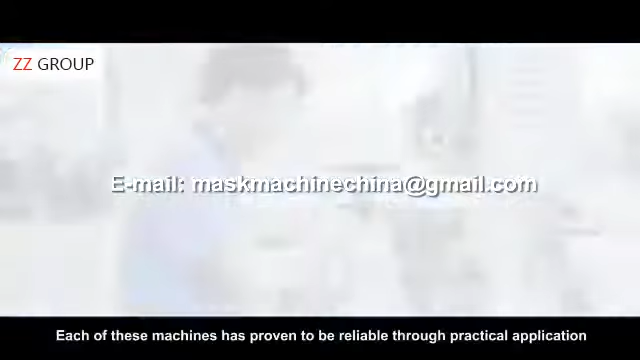 ZZ GROUP
E-mail: maskmachinechina@gmail.com
Each of these machines has proven to be reliable through practical application